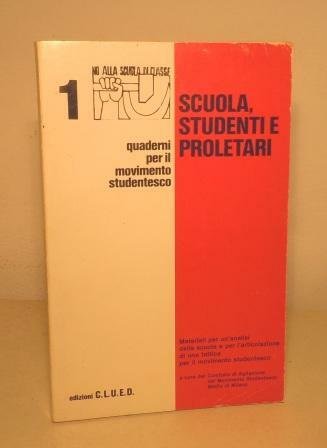 1
NO ALLA SCUOLA DI CLASSE
quaderni
per il
movimento
studentesco
SCUOLA,
STUDENTI E
PROLETARI
Materiali per un'analisi
della scuola e per l'articolazione
di una tattica
per il movimento studentesco
a cura del Comitato di Agitazione
del Movimento Studentesco
Medio di Milano
edizioni C.L.U.E.D.